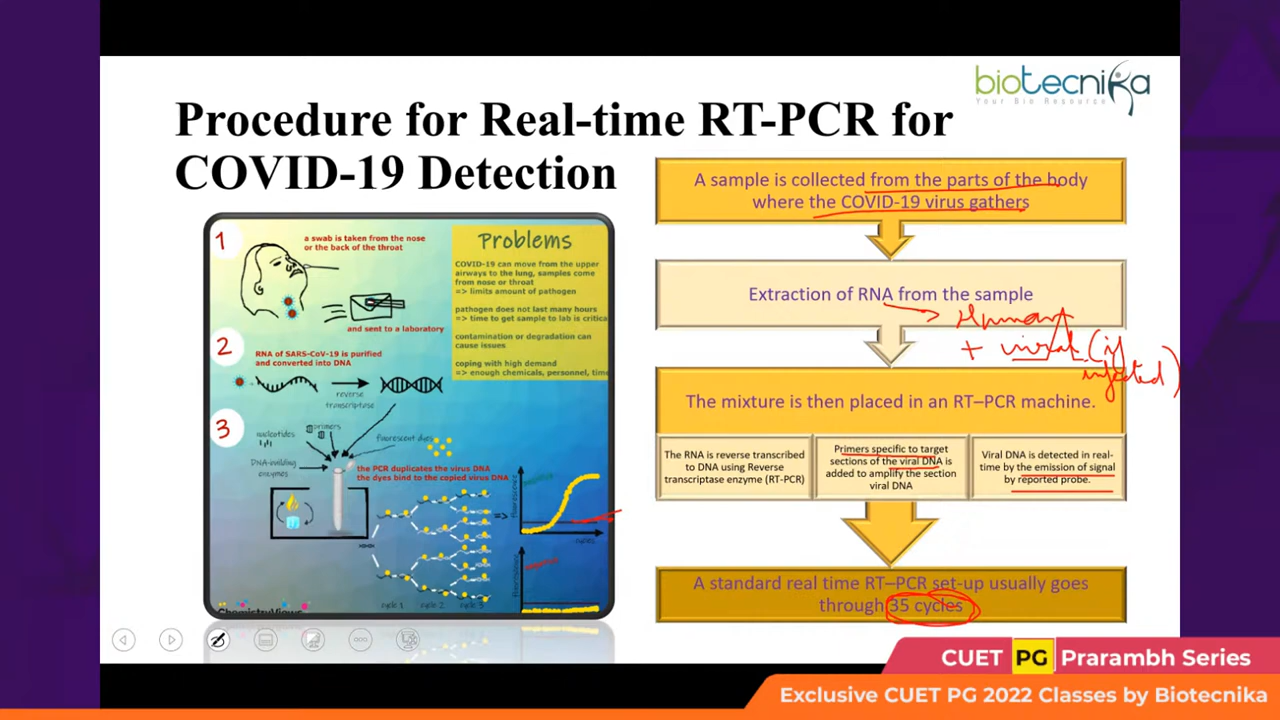 biotecnika
Your Bio Resource
Procedure for Real-time RT-PCR for
COVID-19 Detection
1
a swab is taken from the nose
or the back of the throat
and sent to a laboratory
2
RNA of SARS-CoV-19 is purified
and converted into DNA
reverse
transcriptase
3
nucleotides
primers
fluorescent dyes
DNA-building
enzymes
the PCR duplicates the virus DNA
the dyes bind to the copied virus DNA
cycle 1
cycle 2
cycle 3
=>
fluorescence
positive
cycles
fluorescence
negative
ChemistryViews
Problems
COVID-19 can move from the upper
airways to the lung, samples come
from nose or throat
=> limits amount of pathogen
pathogen does not last many hours
=> time to get sample to lab is critica
contamination or degradation can
cause issues
coping with high demand
=> enough chemicals, personnel, time
A sample is collected from the parts of the body
where the COVID-19 virus gathers
Extraction of RNA from the sample
Human
+ viral (if
infected)
The mixture is then placed in an RT–PCR machine.
The RNA is reverse transcribed
to DNA using Reverse
transcriptase enzyme (RT-PCR)
Primers specific to target
sections of the viral DNA is
added to amplify the section
viral DNA
Viral DNA is detected in real-
time by the emission of signal
by reported probe.
A standard real time RT–PCR set-up usually goes
through 35 cycles
CUET PG Prarambh Series
Exclusive CUET PG 2022 Classes by Biotecnika